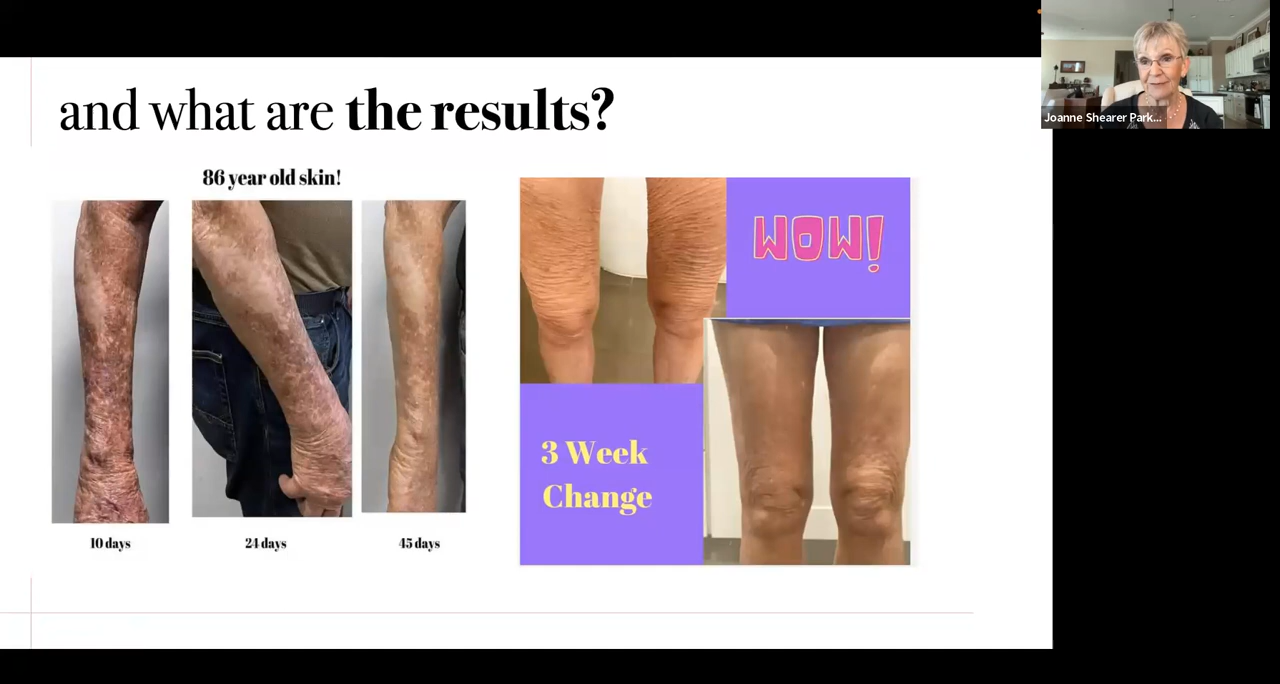 and what are the results?
Joanne Shearer Park...
86 year old skin!
10 days
24 days
45 days
WOW!
3 Week
Change